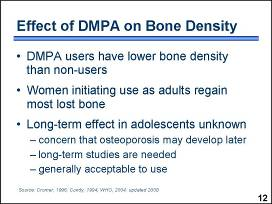 Effect of DMPA on Bone Density
• DMPA users have lower bone density
than non-users
• Women initiating use as adults regain
most lost bone
• Long-term effect in adolescents unknown
– concern that osteoporosis may develop later
– long-term studies are needed
– generally acceptable to use
Source: Cromer, 1996; Cundy, 1994; WHO, 2004, updated 2008
12